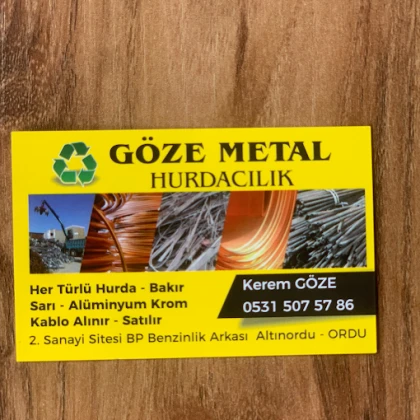 GÖZE METAL
HURDACILIK
Her Türlü Hurda - Bakır
Sarı - Alüminyum Krom
Kablo Alınır - Satılır
Kerem GÖZE
0531 507 57 86
2. Sanayi Sitesi BP Benzinlik Arkası Altınordu - ORDU